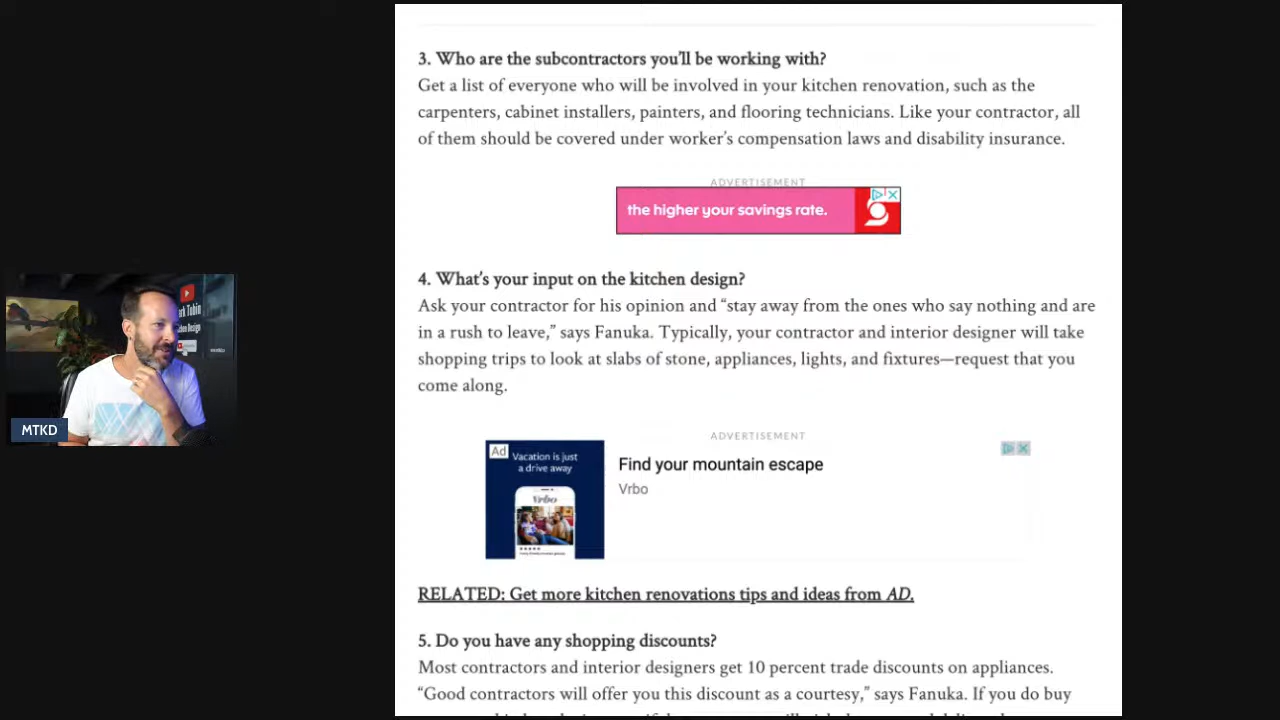 3. Who are the subcontractors you'll be working with?
Get a list of everyone who will be involved in your kitchen renovation, such as the
carpenters, cabinet installers, painters, and flooring technicians. Like your contractor, all
of them should be covered under worker's compensation laws and disability insurance.
ADVERTISEMENT
the higher your savings rate.
4. What's your input on the kitchen design?
Ask your contractor for his opinion and “stay away from the ones who say nothing and are
in a rush to leave,” says Fanuka. Typically, your contractor and interior designer will take
shopping trips to look at slabs of stone, appliances, lights, and fixtures—request that you
come along.
MTKD
ADVERTISEMENT
Ad
Vacation is just
a drive away
Vrbo
Find your mountain escape
Vrbo
RELATED: Get more kitchen renovations tips and ideas from AD.
5. Do you have any shopping discounts?
Most contractors and interior designers get 10 percent trade discounts on appliances.
“Good contractors will offer you this discount as a courtesy,” says Fanuka. If you do buy